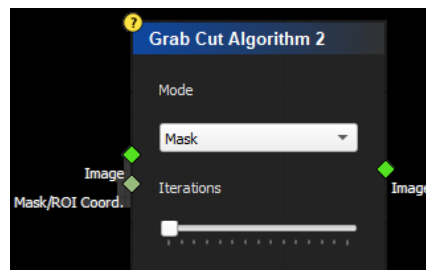 ?
Grab Cut Algorithm 2
Mode
Mask
Image
Mask/ROI Coord.
Iterations
Image